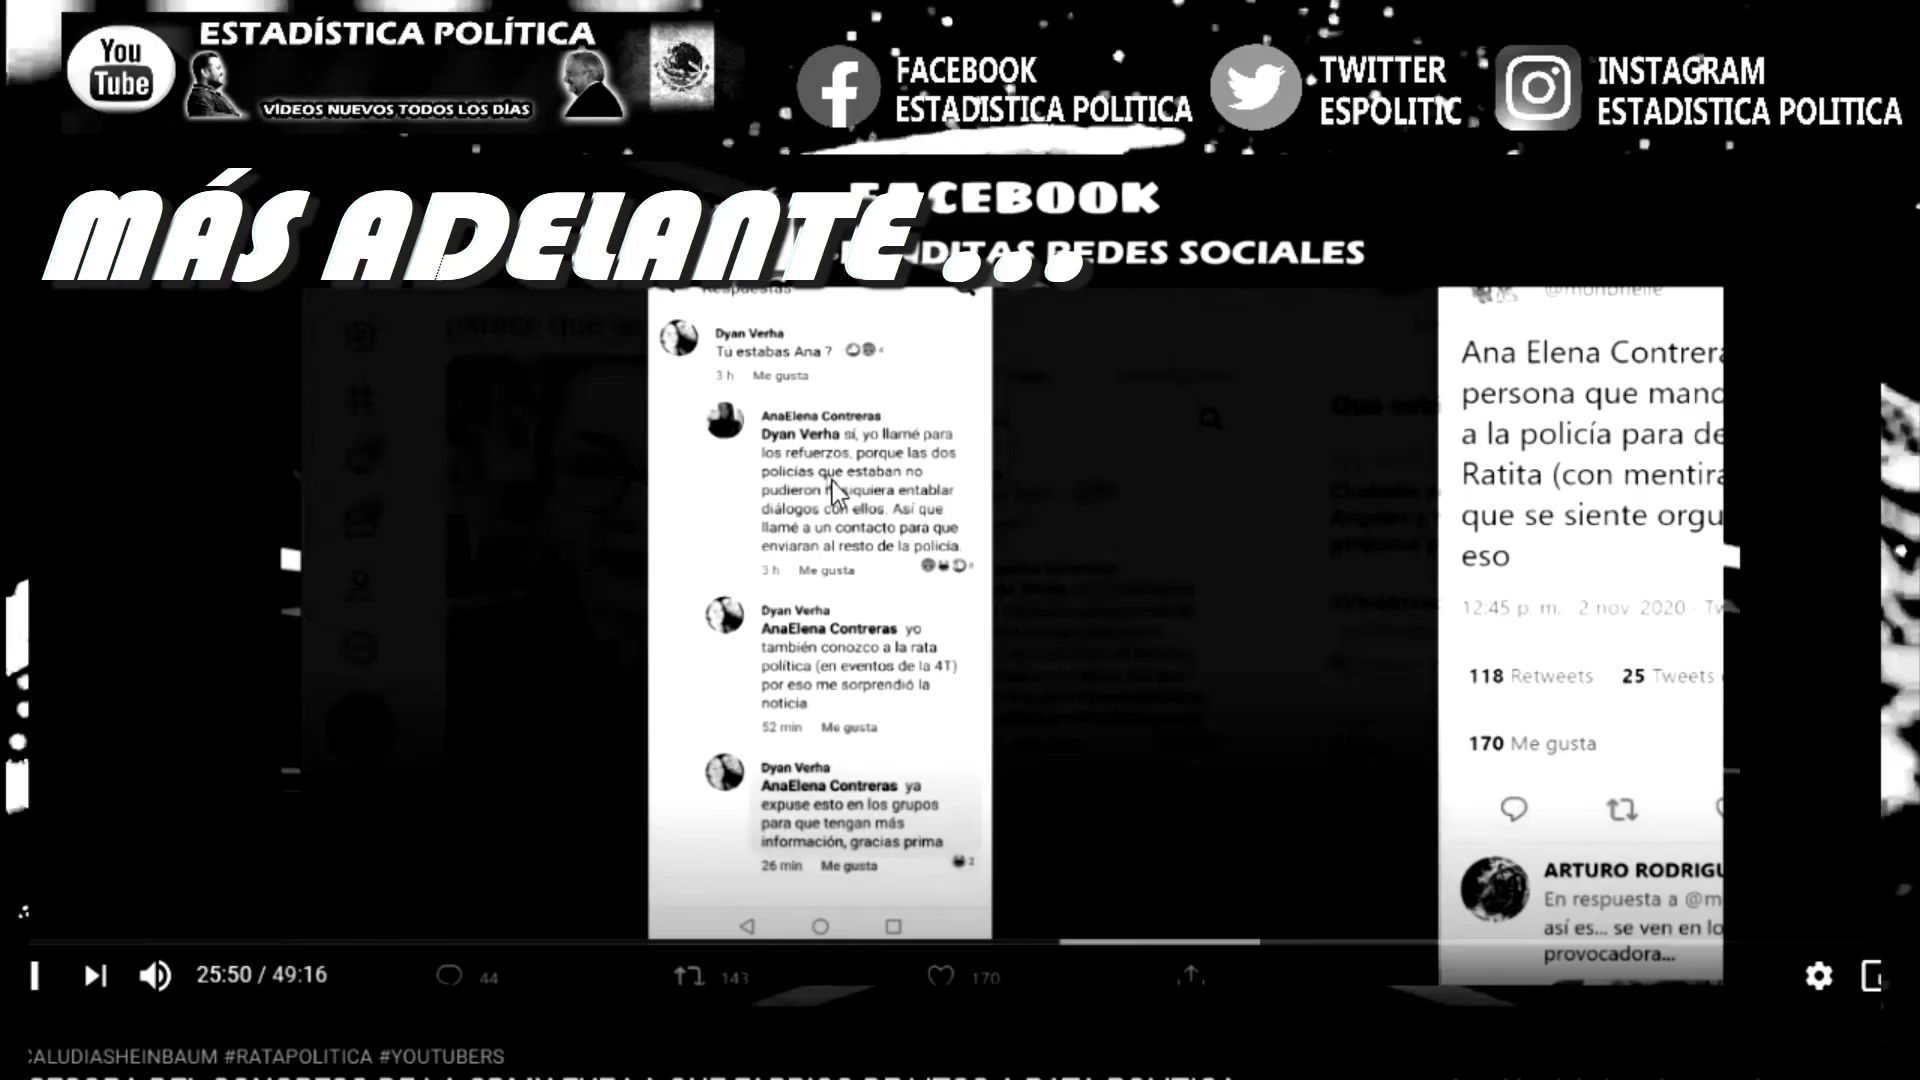 You
Tube
ESTADÍSTICA POLÍTICA
VÍDEOS NUEVOS TODOS LOS DÍAS
FACEBOOK
ESTADISTICA POLITICA
TWITTER
ESPOLITIC
INSTAGRAM
ESTADISTICA POLITICA
MÁS ADELANTE ...
FACEBOOK
REDES SOCIALES
Respuestas
Dyan Verha
Tú estabas Ana ?
4
3 h Me gusta
AnaElena Contreras
Dyan Verha sí, yo llamé para
los refuerzos, porque las dos
policías que estaban no
pudieron siquiera entablar
diálogos con ellos. Así que
llamé a un contacto para que
enviaran al resto de la policía.
3 h Me gusta
8
Dyan Verha
AnaElena Contreras yo
también conozco a la rata
política (en eventos de la 4T)
por eso me sorprendió la
noticia
52 min Me gusta
Dyan Verha
AnaElena Contreras ya
expuse esto en los grupos
para que tengan más
información, gracias prima
26 min Me gusta
2
Ana Elena Contrera
persona que mand
a la policía para de
Ratita (con mentira
que se siente orgu
eso
12:45 p. m. 2 nov. 2020 · Tw
118 Retweets 25 Tweets
170 Me gusta
ARTURO RODRIGU
En respuesta a @m
así es... se ven en lo
provocadora...
25:50 / 49:16
44
143
170
CALUDIASHEINBAUM #RATAPOLITICA #YOUTUBERS